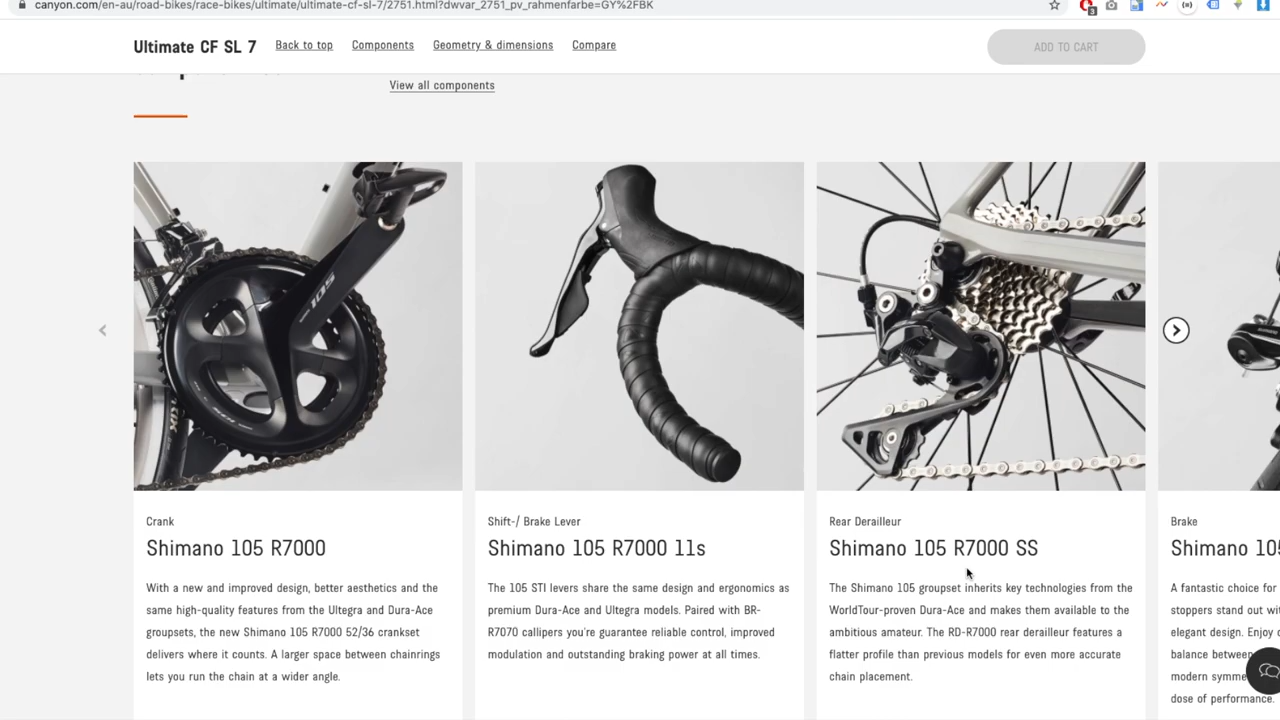 canyon.com/en-au/road-bikes/race-bikes/ultimate/ultimate-cf-sl-7/2751.html?dwvar_2751_pv_rahmenfarbe=GY%2FBK
3
Ultimate CF SL 7
Back to top
Components
Geometry & dimensions
Compare
ADD TO CART
View all components
105
Crank
Shimano 105 R7000
With a new and improved design, better aesthetics and the
same high-quality features from the Ultegra and Dura-Ace
groupsets, the new Shimano 105 R7000 52/36 crankset
delivers where it counts. A larger space between chainrings
lets you run the chain at a wider angle.
Shift-/ Brake Lever
Shimano 105 R7000 11s
The 105 STI levers share the same design and ergonomics as
premium Dura-Ace and Ultegra models. Paired with BR-
R7070 callipers you're guarantee reliable control, improved
modulation and outstanding braking power at all times.
Rear Derailleur
Shimano 105 R7000 SS
The Shimano 105 groupset inherits key technologies from the
WorldTour-proven Dura-Ace and makes them available to the
ambitious amateur. The RD-R7000 rear derailleur features a
flatter profile than previous models for even more accurate
chain placement.
Brake
Shimano 10
A fantastic choice for
stoppers stand out wi
elegant design. Enjoy
balance between
modern symme
dose of performance.